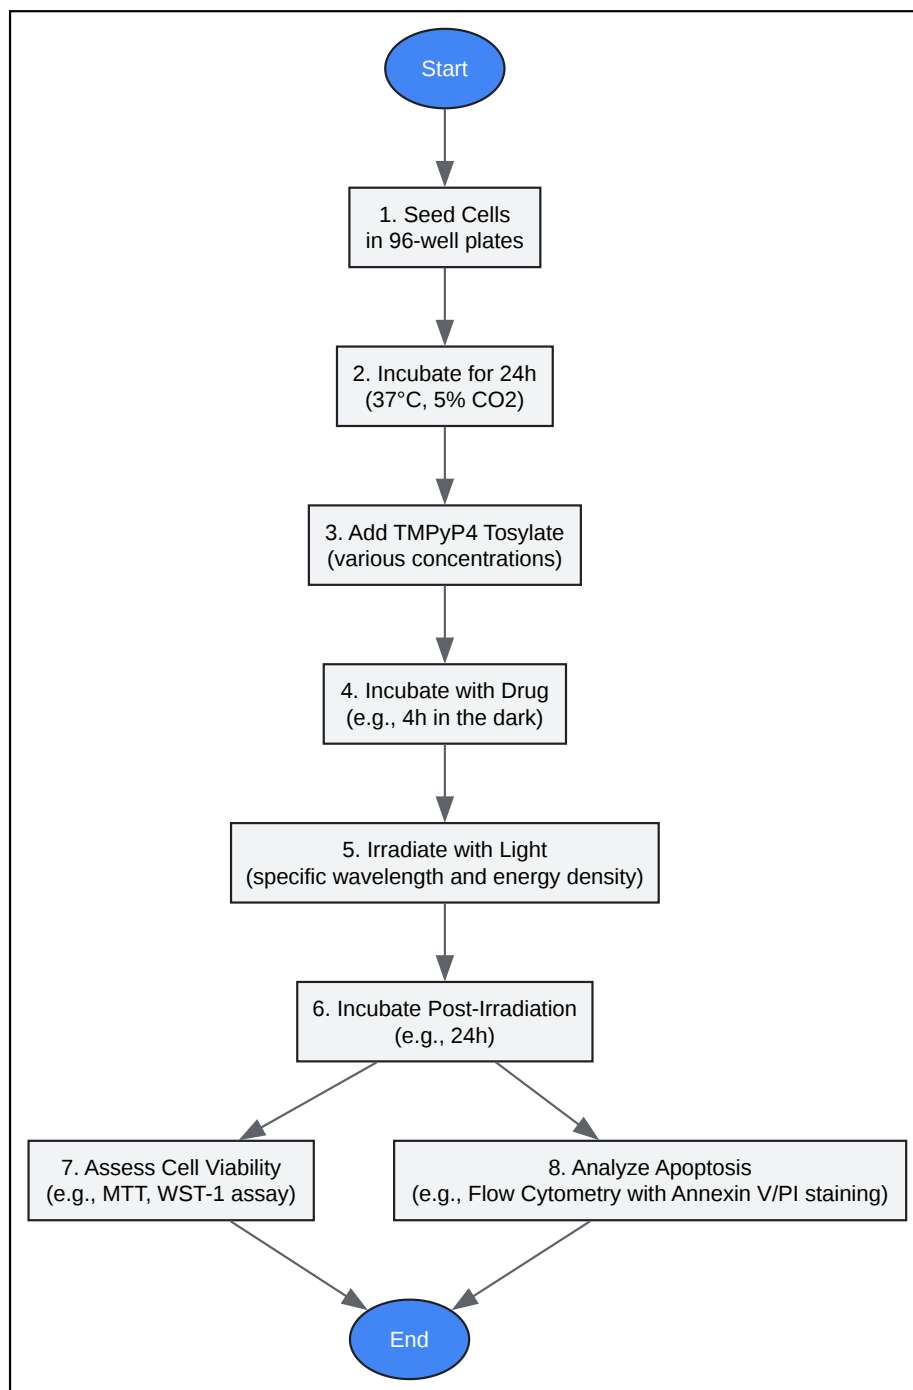 Start
1. Seed Cells
in 96-well plates
2. Incubate for 24h
(37°C, 5% CO2)
3. Add TMPyP4 Tosylate
(various concentrations)
4. Incubate with Drug
(e.g., 4h in the dark)
5. Irradiate with Light
(specific wavelength and energy density)
6. Incubate Post-Irradiation
(e.g., 24h)
7. Assess Cell Viability
(e.g., MTT, WST-1 assay)
8. Analyze Apoptosis
(e.g., Flow Cytometry with Annexin V/PI staining)
End